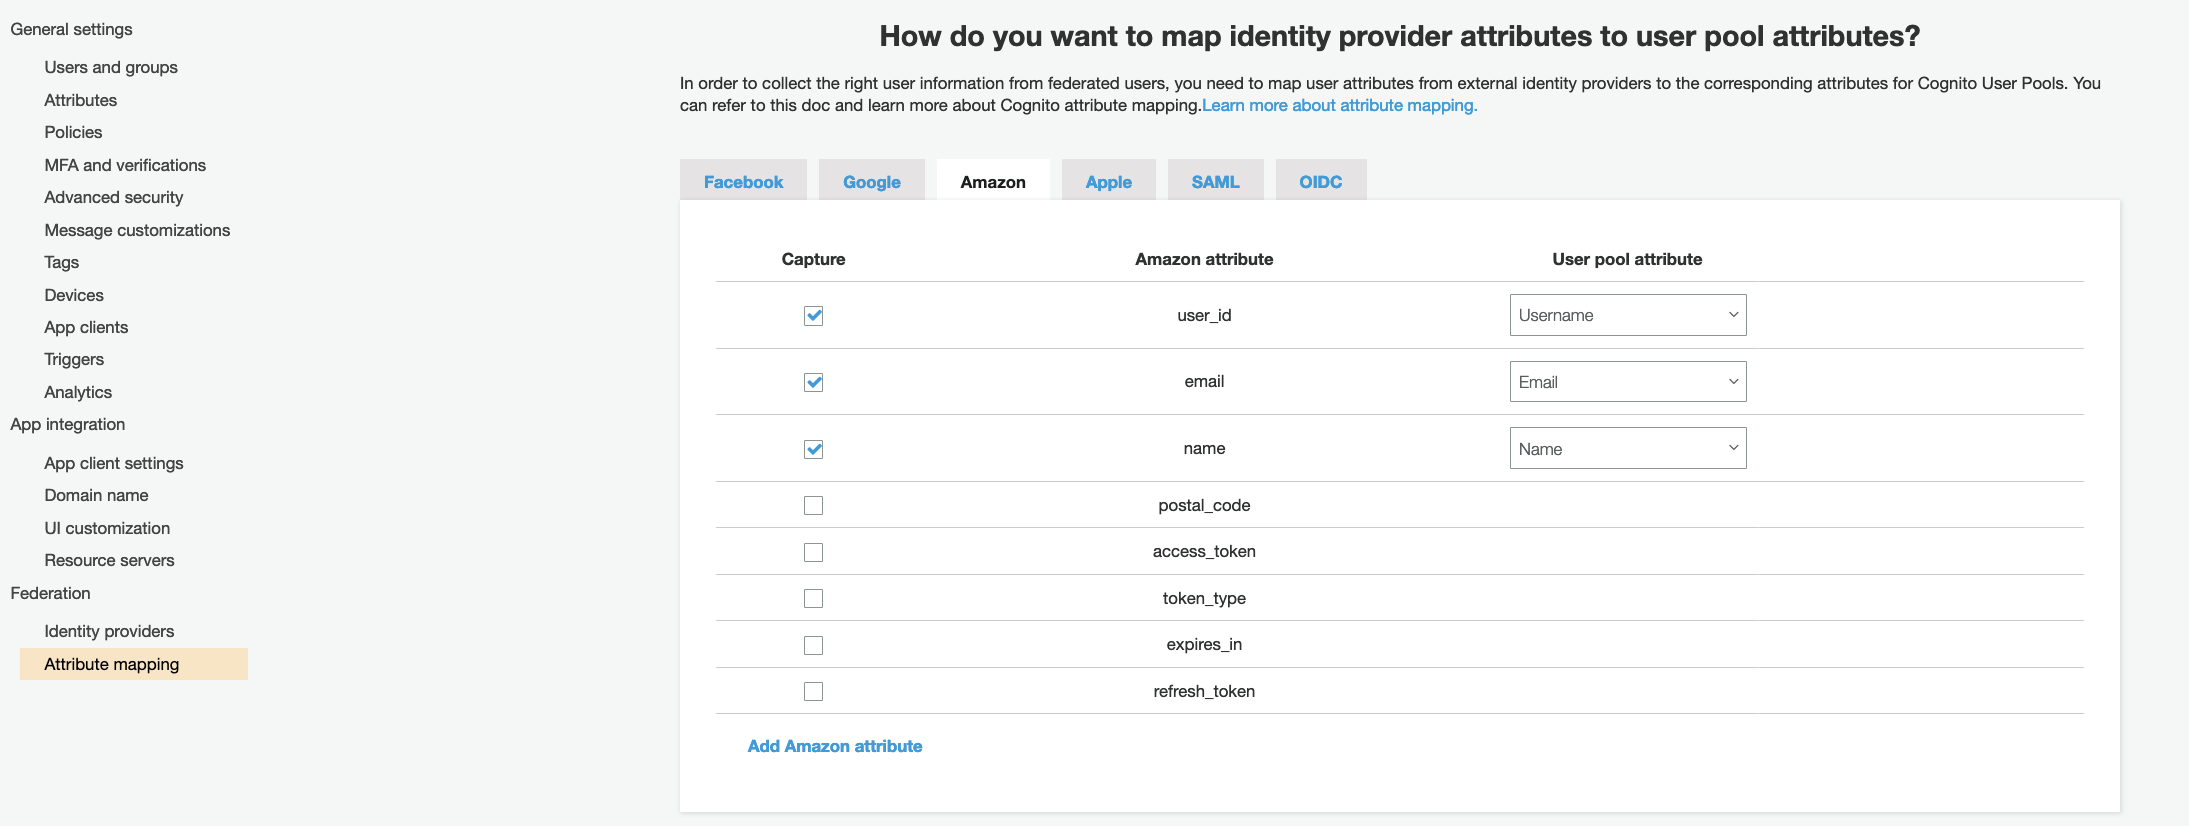 General settings
Users and groups
Attributes
Policies
MFA and verifications
Advanced security
Message customizations
Tags
Devices
App clients
Triggers
Analytics
App integration
App client settings
Domain name
UI customization
Resource servers
Federation
Identity providers
Attribute mapping
How do you want to map identity provider attributes to user pool attributes?
In order to collect the right user information from federated users, you need to map user attributes from external identity providers to the corresponding attributes for Cognito User Pools. You
can refer to this doc and learn more about Cognito attribute mapping.Learn more about attribute mapping.
Facebook Google Amazon Apple SAML OIDC
Capture Amazon attribute User pool attribute
user_id Username
email Email
name Name
postal_code
access_token
token_type
expires_in
refresh_token
Add Amazon attribute